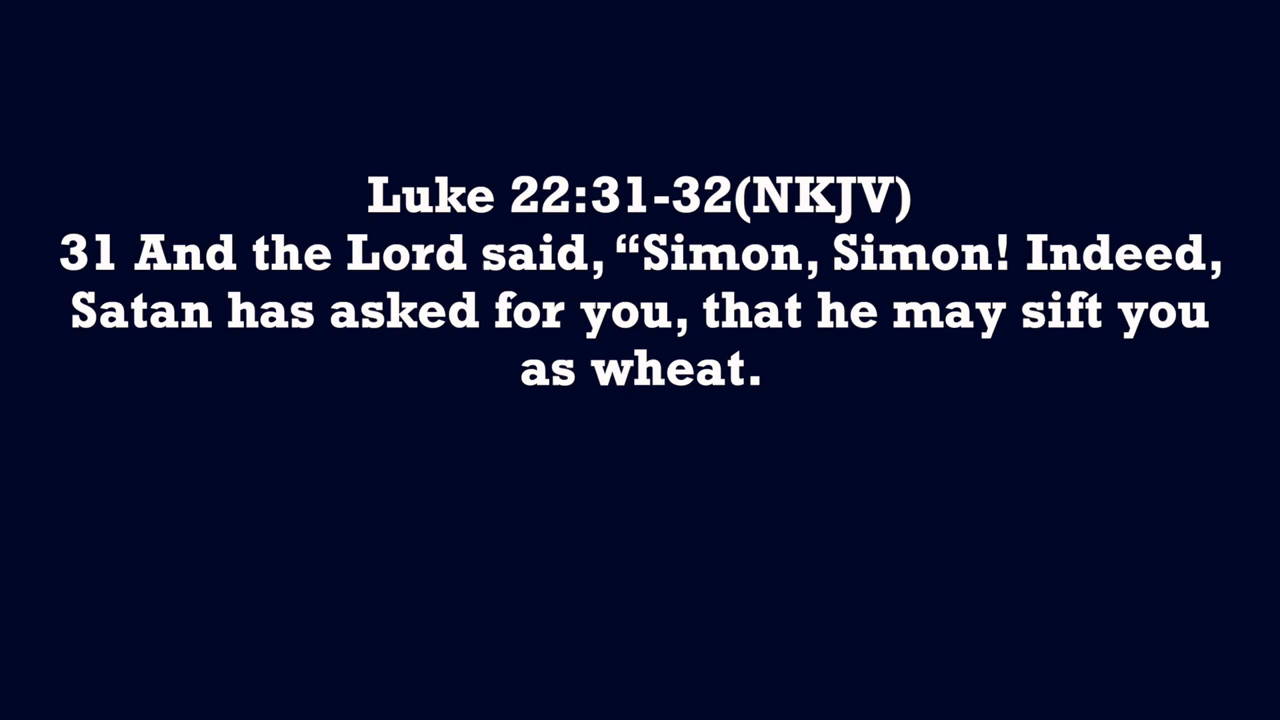 Luke 22:31-32(NKJV)
31 And the Lord said, “Simon, Simon! Indeed,
Satan has asked for you, that he may sift you
as wheat.